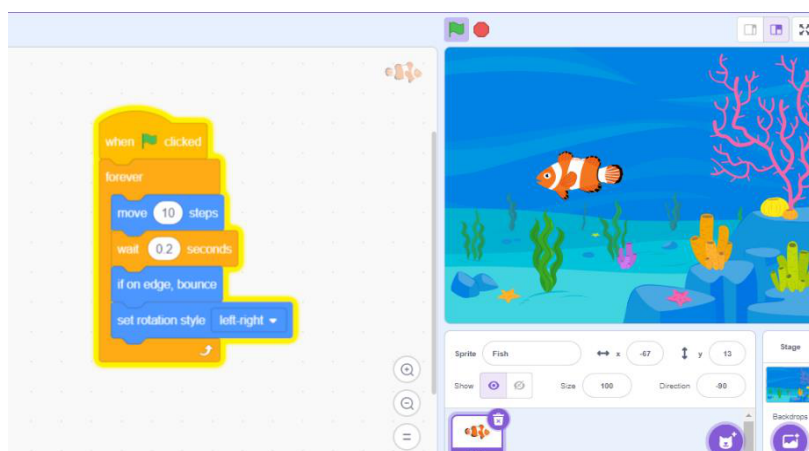 when clicked
forever
move 10 steps
wait 0.2 seconds
if on edge, bounce
set rotation style left-right
Sprite Fish x -67 y 13
Show Size 100 Direction -90
Stage
Backdrops